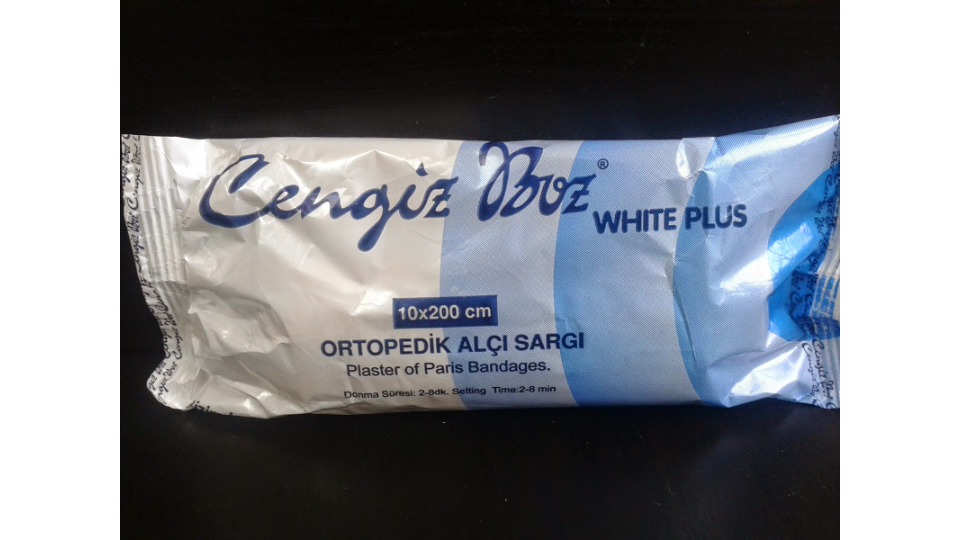 Cengiz Boz®
WHITE PLUS
10x200 cm
ORTOPEDİK ALÇI SARGI
Plaster of Paris Bandages.
Donma Süresi: 2-8dk. Setting Time:2-8 min